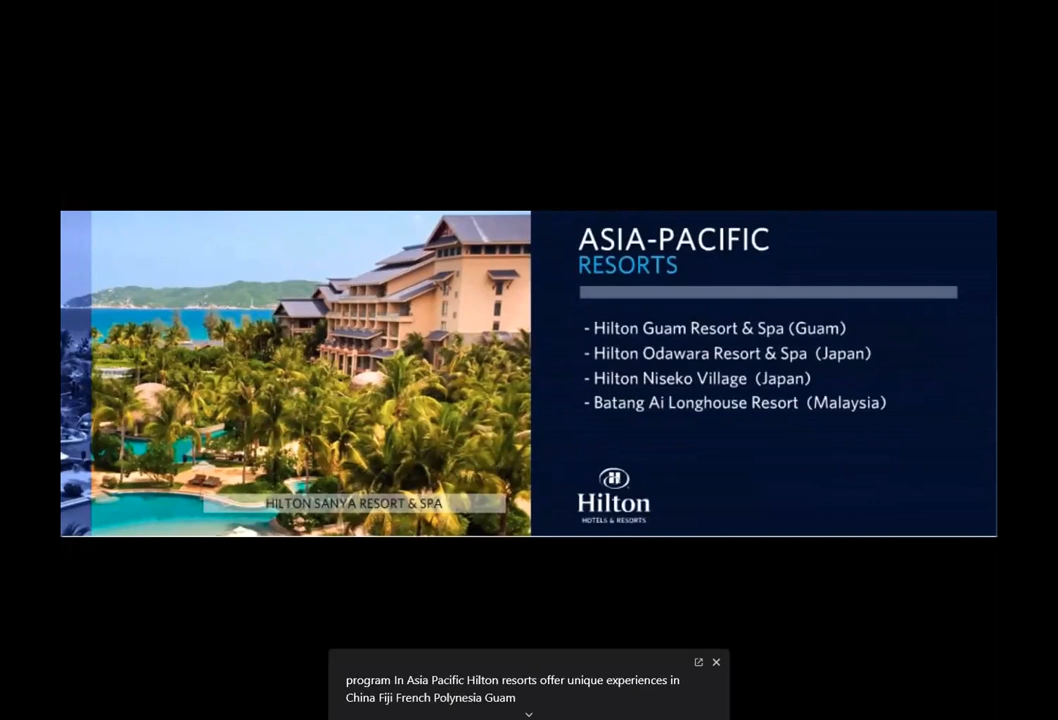 ASIA-PACIFIC
RESORTS
- Hilton Guam Resort & Spa (Guam)
- Hilton Odawara Resort & Spa (Japan)
- Hilton Niseko Village (Japan)
- Batang Ai Longhouse Resort (Malaysia)
HILTON SANYA RESORT & SPA
Hilton
HOTELS & RESORTS
program In Asia Pacific Hilton resorts offer unique experiences in
China Fiji French Polynesia Guam